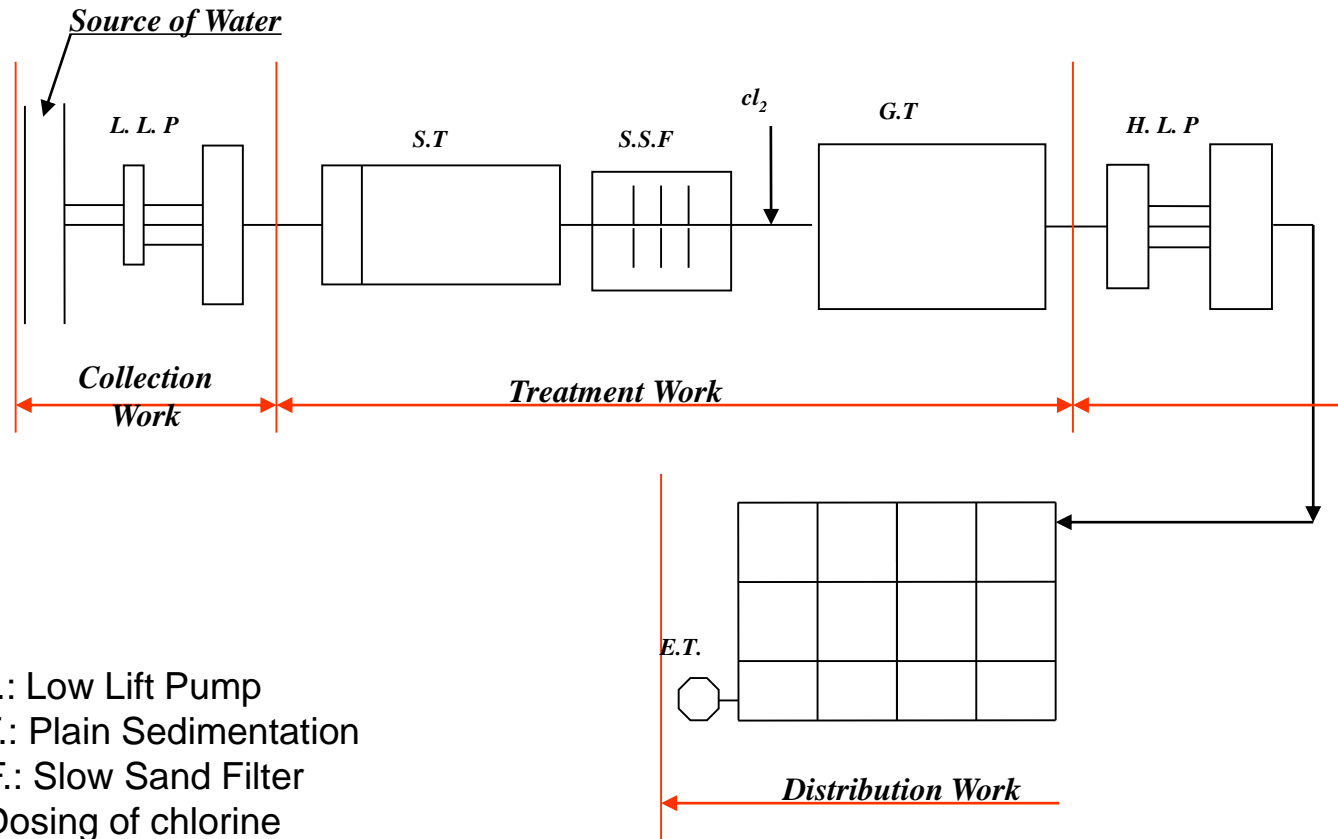 Source of Water
L. L. P
S.T
S.S.F
cl₂
G.T
H. L. P
Collection
Work
Treatment Work
E.T.
.: Low Lift Pump
.: Plain Sedimentation
F.: Slow Sand Filter
Dosing of chlorine
Distribution Work